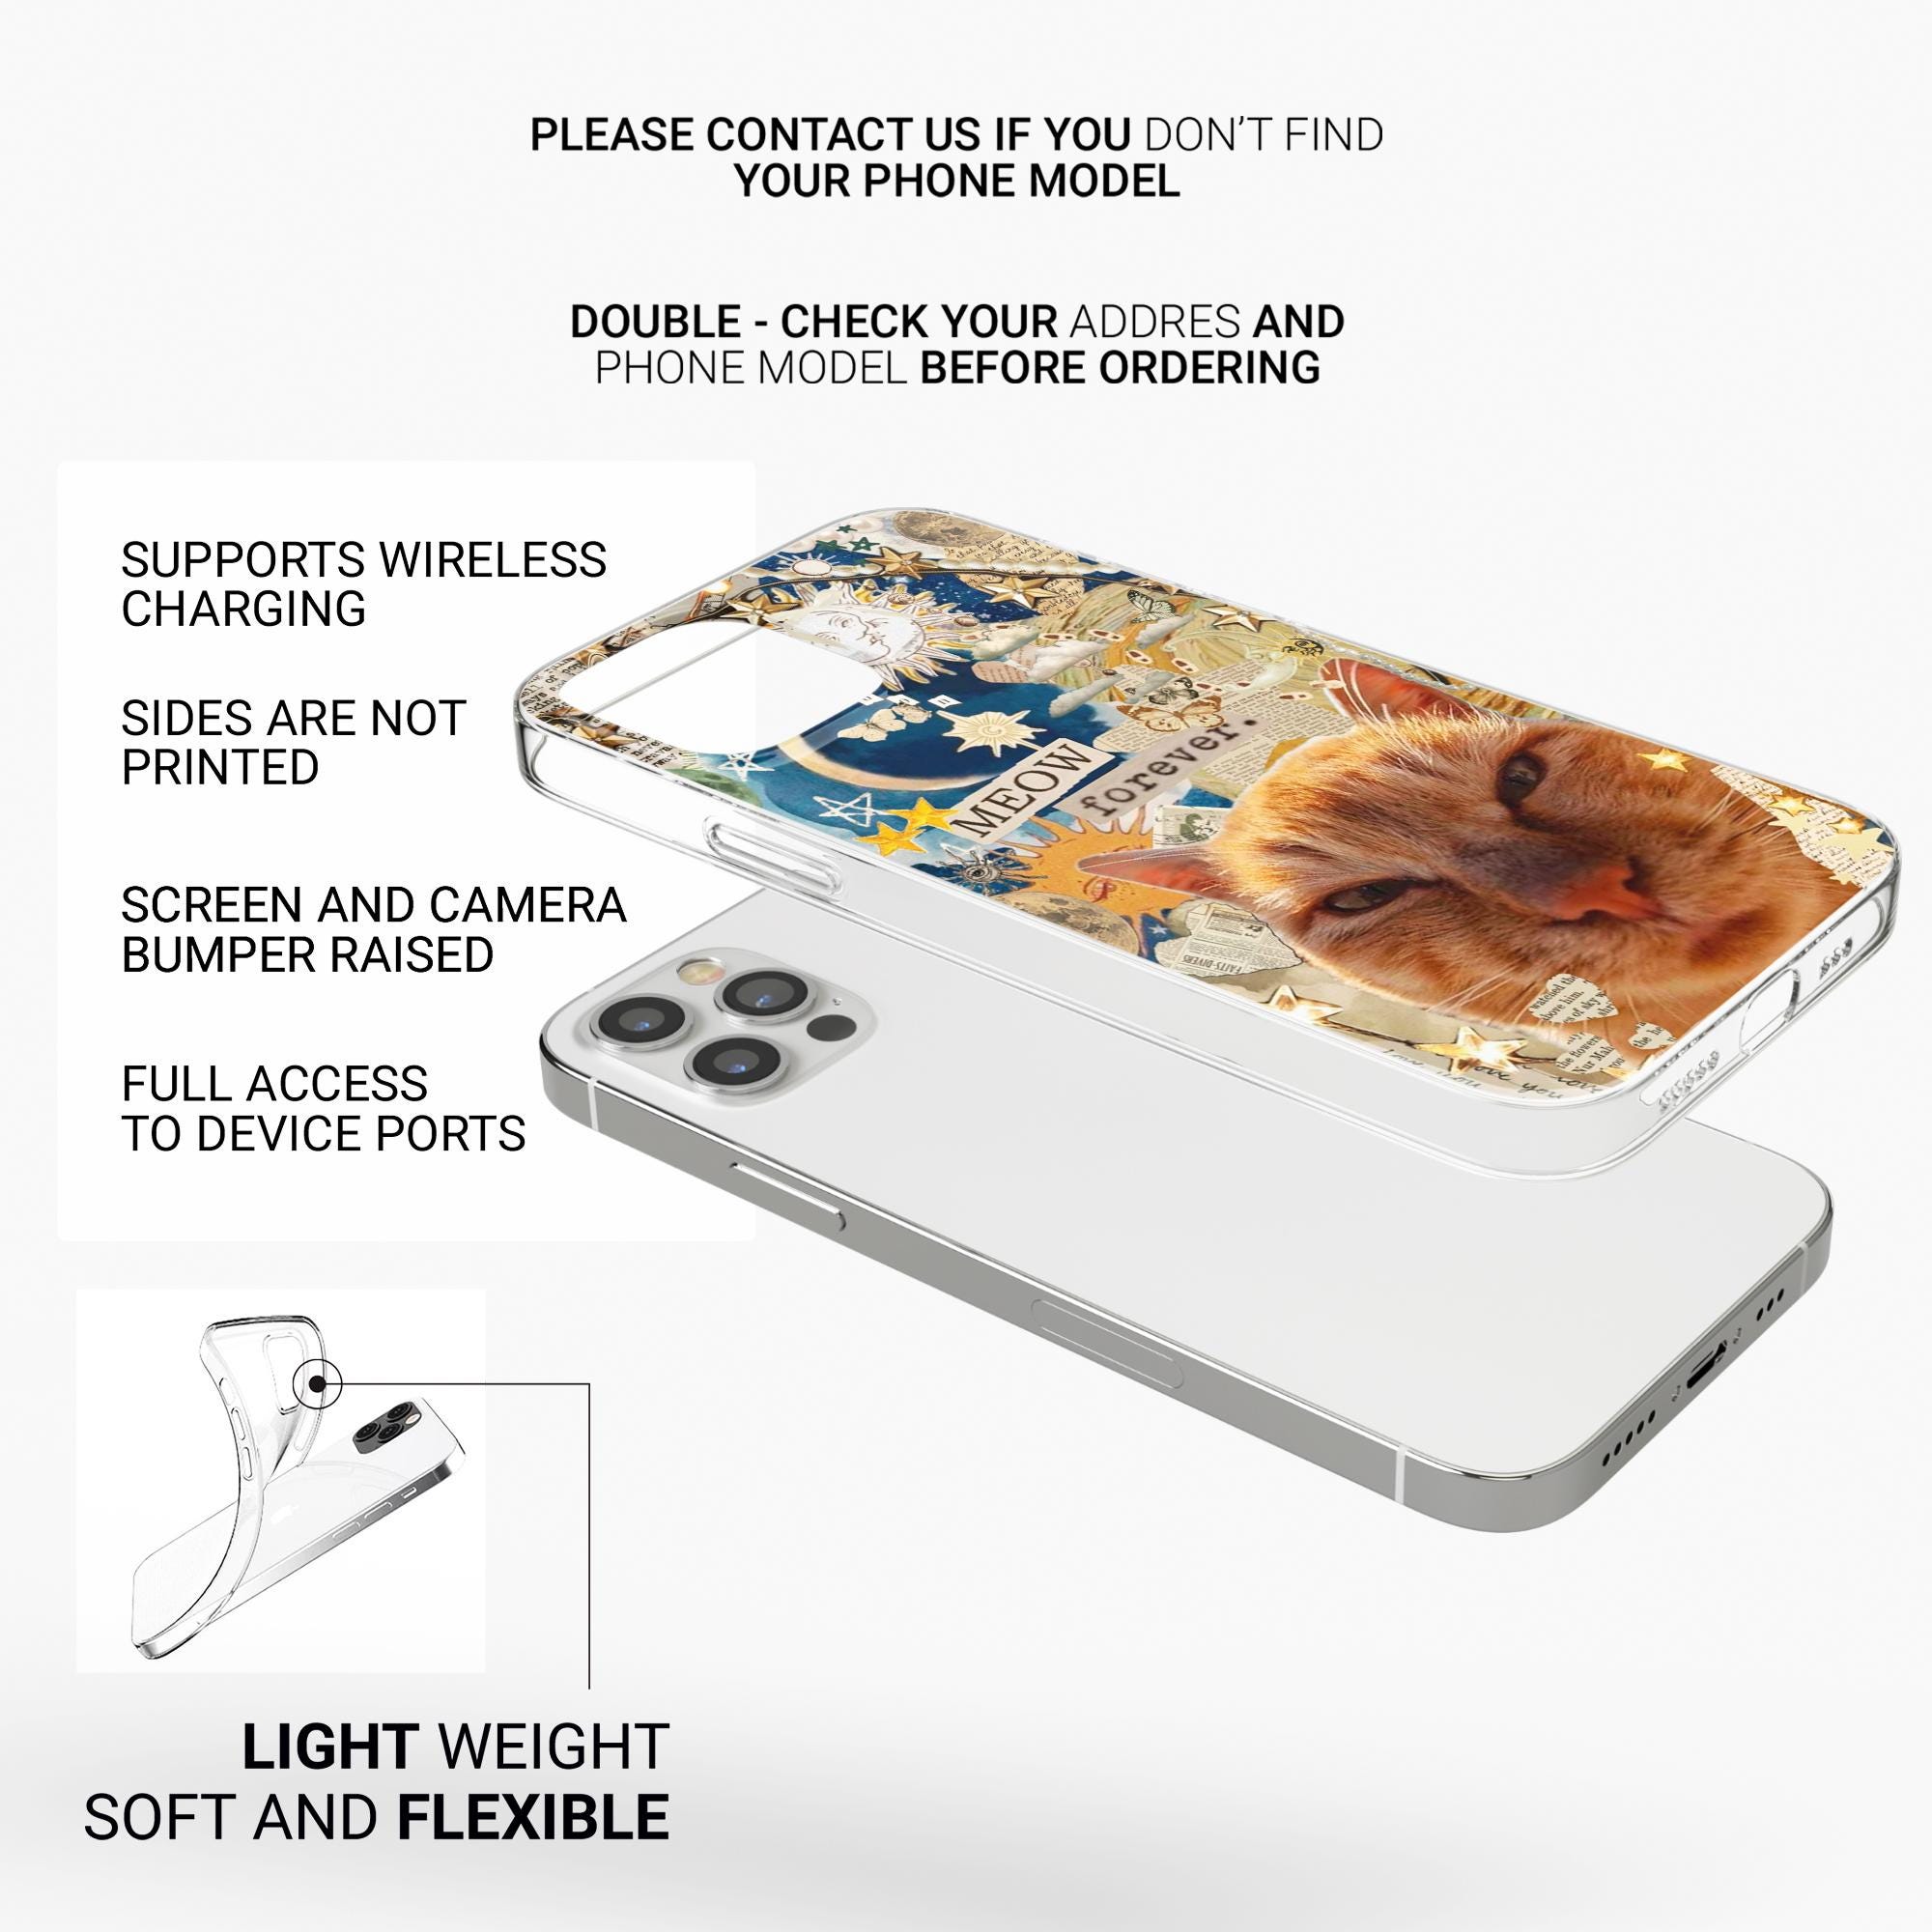 PLEASE CONTACT US IF YOU DON'T FIND
YOUR PHONE MODEL
DOUBLE - CHECK YOUR ADDRES AND
PHONE MODEL BEFORE ORDERING
SUPPORTS WIRELESS
CHARGING
SIDES ARE NOT
PRINTED
SCREEN AND CAMERA
BUMPER RAISED
FULL ACCESS
TO DEVICE PORTS
MEOW
forever.
FAITS-DIVERS
LIGHT WEIGHT
SOFT AND FLEXIBLE